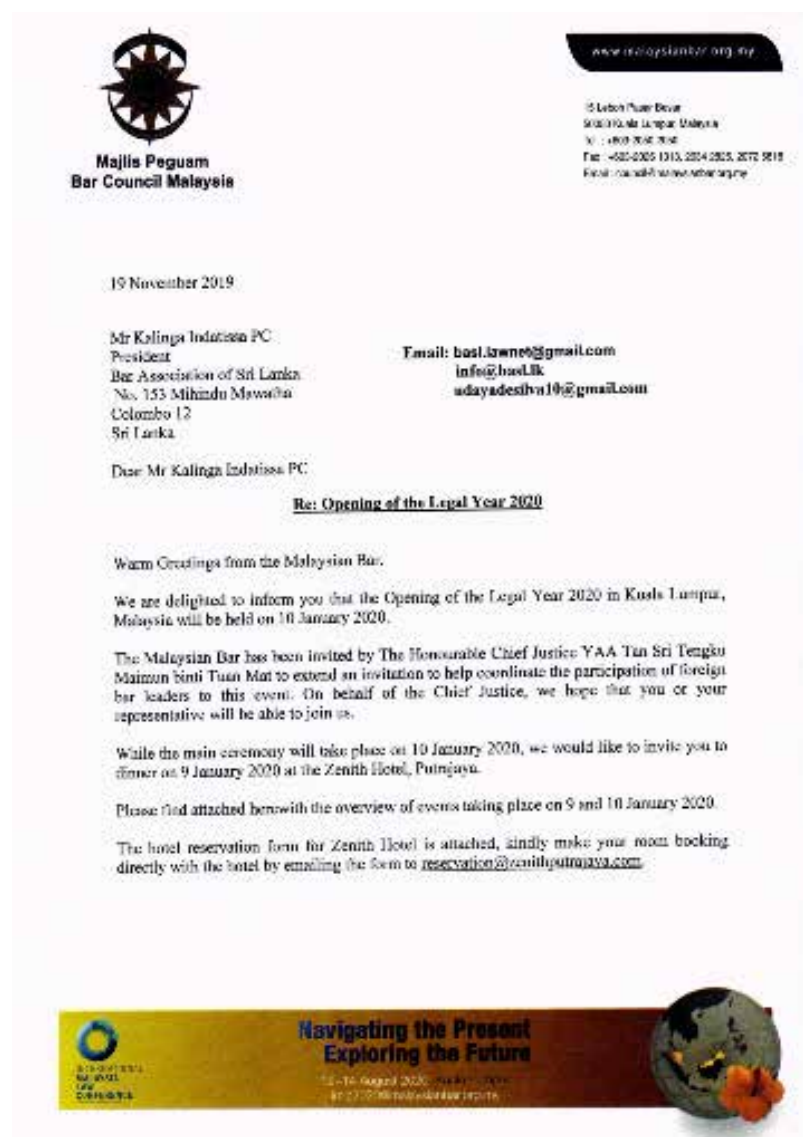 www.malaysianbar.org.my
Kuala Lumpur Malaysia
Majlis Peguam
Bar Council Malaysia
19 November 2019
Mr Kalinga Indatissa PC
President
Bar Association of Sri Lanka
No. 153 Mihindu Mawatha
Colombo 12
Sri Lanka
Email: basl.lawnet@gmail.com
info@basl.lk
udayadesilva10@gmail.com
Dear Mr Kalinga Indatissa PC
Re: Opening of the Legal Year 2020
Warm Greetings from the Malaysian Bar.
We are delighted to inform you that the Opening of the Legal Year 2020 in Kuala Lumpur,
Malaysia will be held on 10 January 2020.
The Malaysian Bar has been invited by The Honourable Chief Justice YAA Tan Sri Tengku
Maimun binti Tuan Mat to extend an invitation to help coordinate the participation of foreign
bar leaders to this event. On behalf of the Chief Justice, we hope that you or your
representative will be able to join us.
While the main ceremony will take place on 10 January 2020, we would like to invite you to
dinner on 9 January 2020 at the Zenith Hotel, Putrajaya.
Please find attached herewith the overview of events taking place on 9 and 10 January 2020.
The hotel reservation form for Zenith Hotel is attached, kindly make your room booking
directly with the hotel by emailing the form to reservation@zenithputrajaya.com.
INTERNATIONAL
MALAYSIA
LAW
CONFERENCE
Navigating the Present
Exploring the Future
August 2020